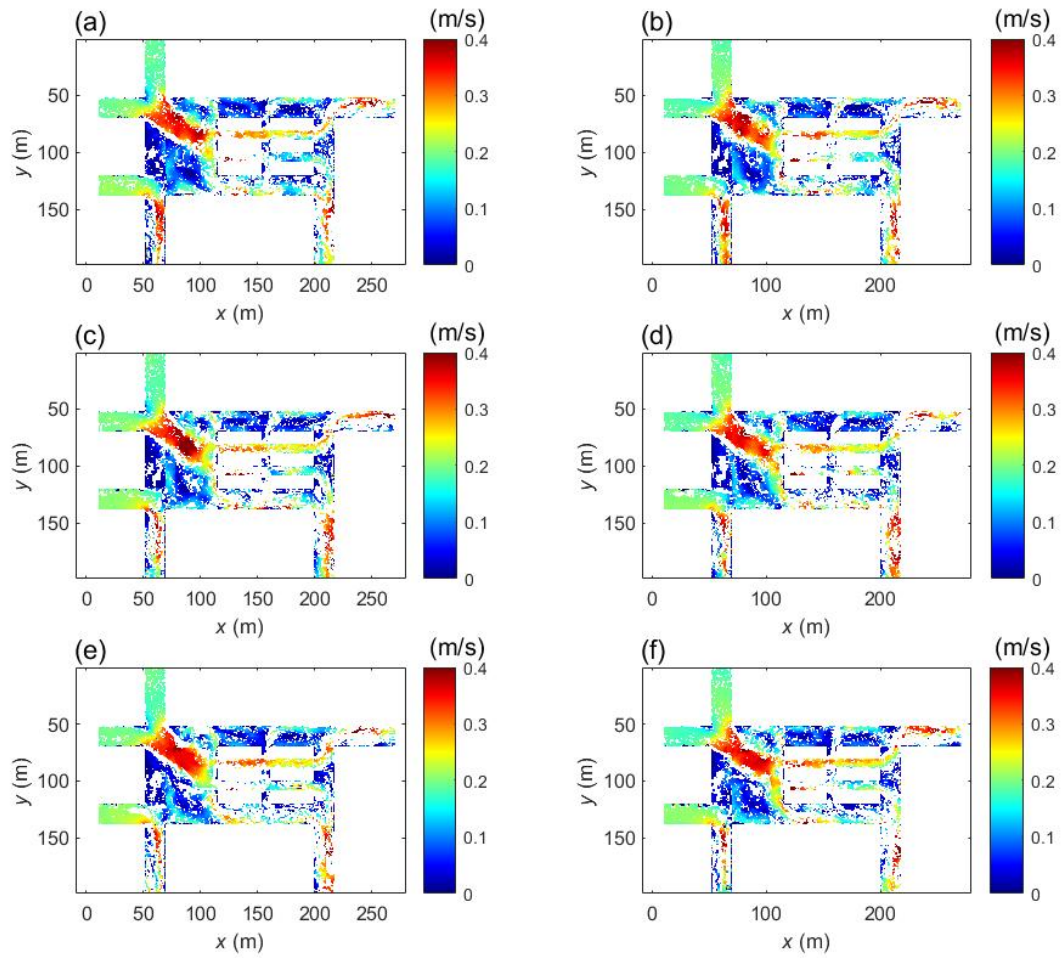 (a) (m/s) (b) (m/s)
0.4 0.4
50 0.3 50 0.3
y (m) 100 0.2 y (m) 100 0.2
150 0.1 150 0.1
0 0
0 50 100 150 200 250 0 100 200
x (m) x (m)
(c) (m/s) (d) (m/s)
0.4 0.4
50 0.3 50 0.3
y (m) 100 0.2 y (m) 100 0.2
150 0.1 150 0.1
0 0
0 50 100 150 200 250 0 100 200
x (m) x (m)
(e) (m/s) (f) (m/s)
0.4 0.4
50 0.3 50 0.3
y (m) 100 0.2 y (m) 100 0.2
150 0.1 150 0.1
0 0
0 50 100 150 200 250 0 100 200
x (m) x (m)